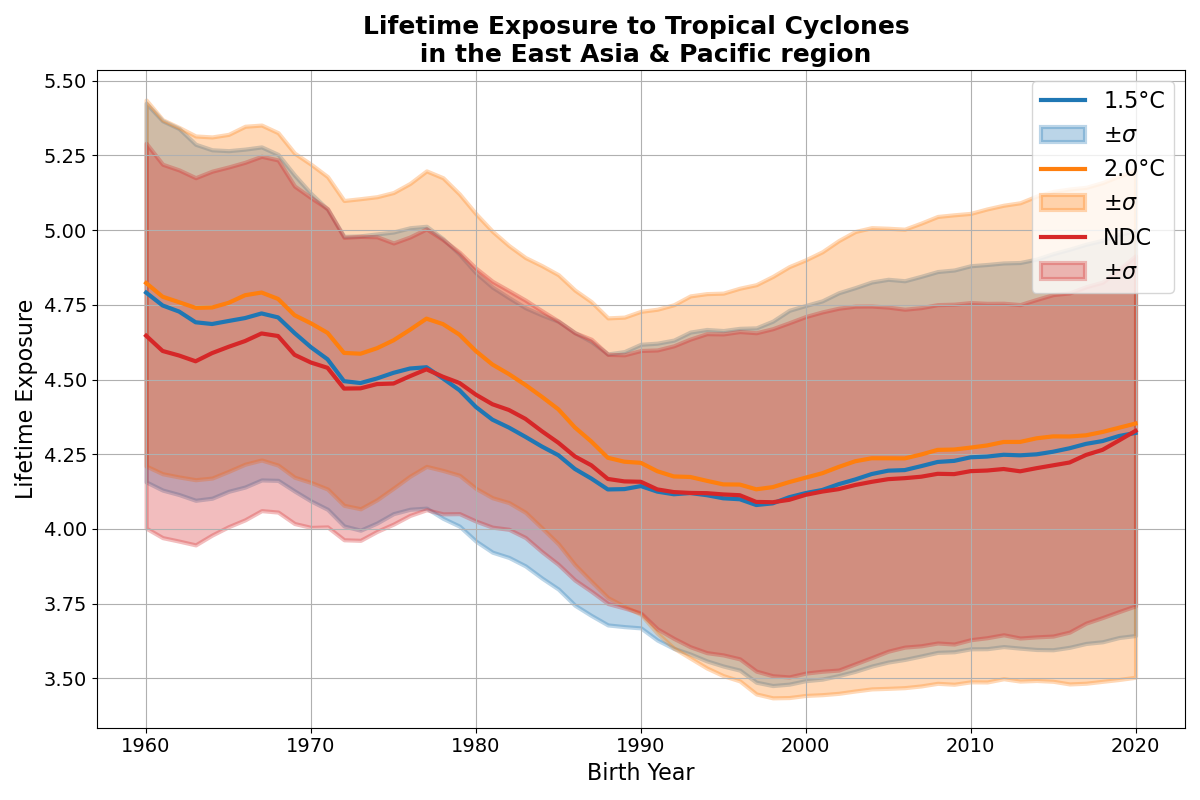 Lifetime Exposure to Tropical Cyclones
in the East Asia & Pacific region
Lifetime Exposure
5.50
5.25
5.00
4.75
4.50
4.25
4.00
3.75
3.50
1.5°C
±σ
2.0°C
±σ
NDC
±σ
1960
1970
1980
1990
2000
2010
2020
Birth Year